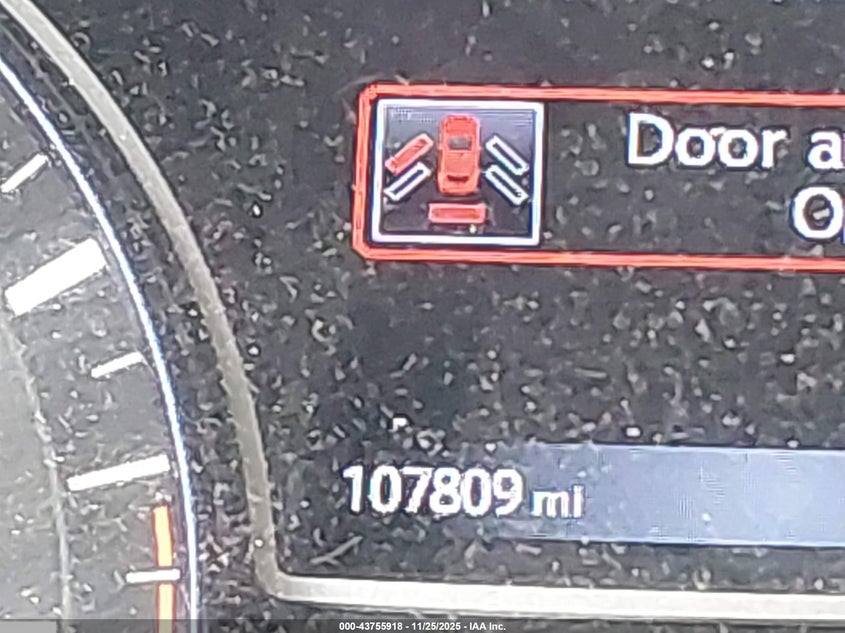 Door a
O
107809 mi
000-43755918 - 11/25/2025 - IAA Inc.